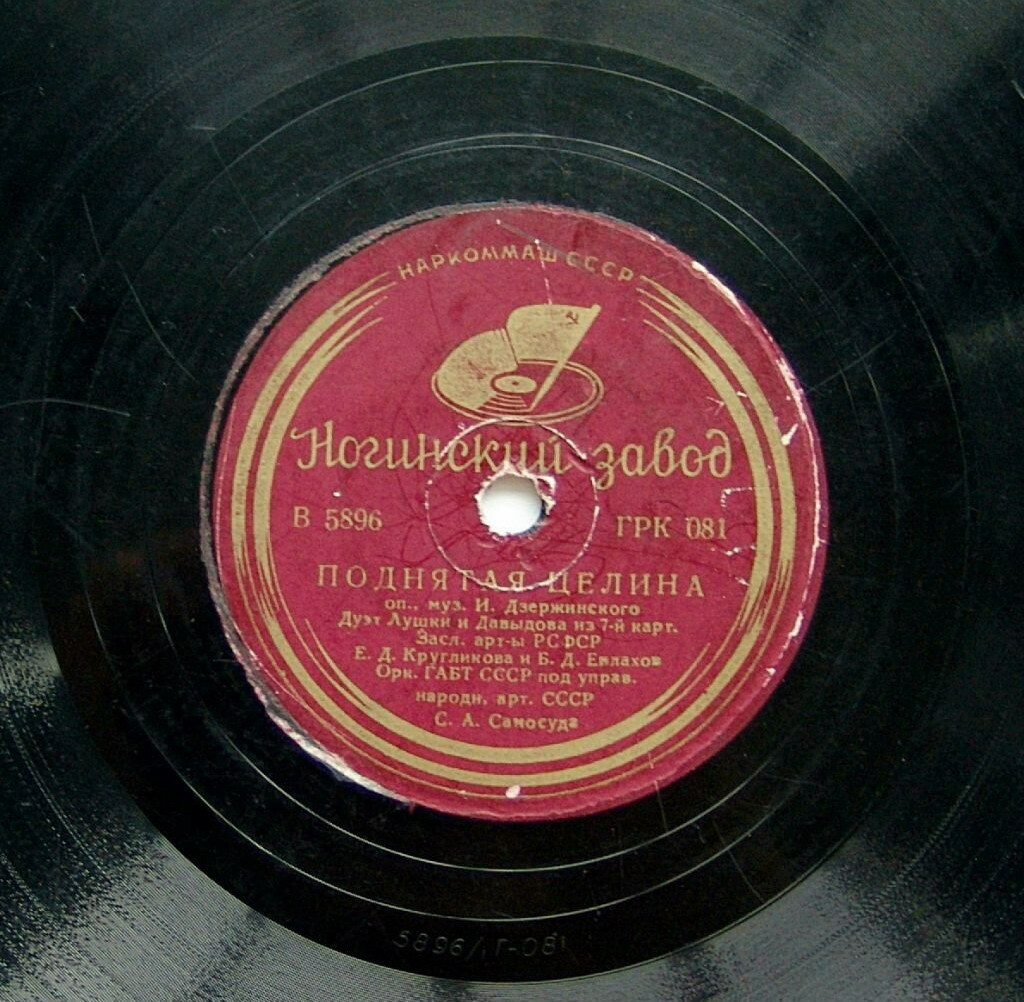 НАРКОММАШ СССР
Ногинский завод
В 5896 ГРК 081
ПОДНЯТАЯ ЦЕЛИНА
оп., муз. И. Дзержинского
Дуэт Лушки и Давыдова из 7-й карт.
Засл. арт-ы РСФСР
Е. Д. Кругликова и Б. Д. Евлахов
Орк. ГАБТ СССР под управ.
народн. арт. СССР
С. А. Самосуда
5896/, Г-081